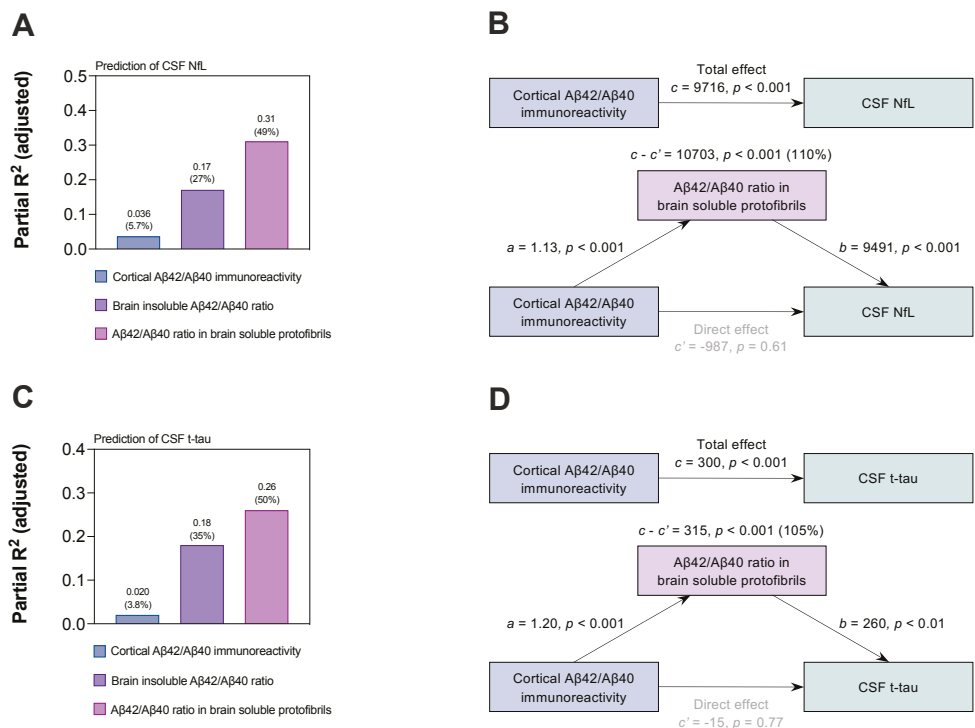 A
Prediction of CSF NfL
Partial R² (adjusted)
0.5
0.4
0.3
0.2
0.1
0.0
0.036
(5.7%)
0.17
(27%)
0.31
(49%)
Cortical Aβ42/Aβ40 immunoreactivity
Brain insoluble Aβ42/Aβ40 ratio
Aβ42/Aβ40 ratio in brain soluble protofibrils
B
Cortical Aβ42/Aβ40
immunoreactivity
Total effect
c = 9716, p < 0.001
CSF NfL
c - c' = 10703, p < 0.001 (110%)
Aβ42/Aβ40 ratio in
brain soluble protofibrils
a = 1.13, p < 0.001
b = 9491, p < 0.001
Cortical Aβ42/Aβ40
immunoreactivity
CSF NfL
Direct effect
c' = -987, p = 0.61
C
Prediction of CSF t-tau
Partial R² (adjusted)
0.4
0.3
0.2
0.1
0.0
0.020
(3.8%)
0.18
(35%)
0.26
(50%)
Cortical Aβ42/Aβ40 immunoreactivity
Brain insoluble Aβ42/Aβ40 ratio
Aβ42/Aβ40 ratio in brain soluble protofibrils
D
Cortical Aβ42/Aβ40
immunoreactivity
Total effect
c = 300, p < 0.001
CSF t-tau
c - c' = 315, p < 0.001 (105%)
Aβ42/Aβ40 ratio in
brain soluble protofibrils
a = 1.20, p < 0.001
b = 260, p < 0.01
Cortical Aβ42/Aβ40
immunoreactivity
CSF t-tau
Direct effect
c' = -15, p = 0.77